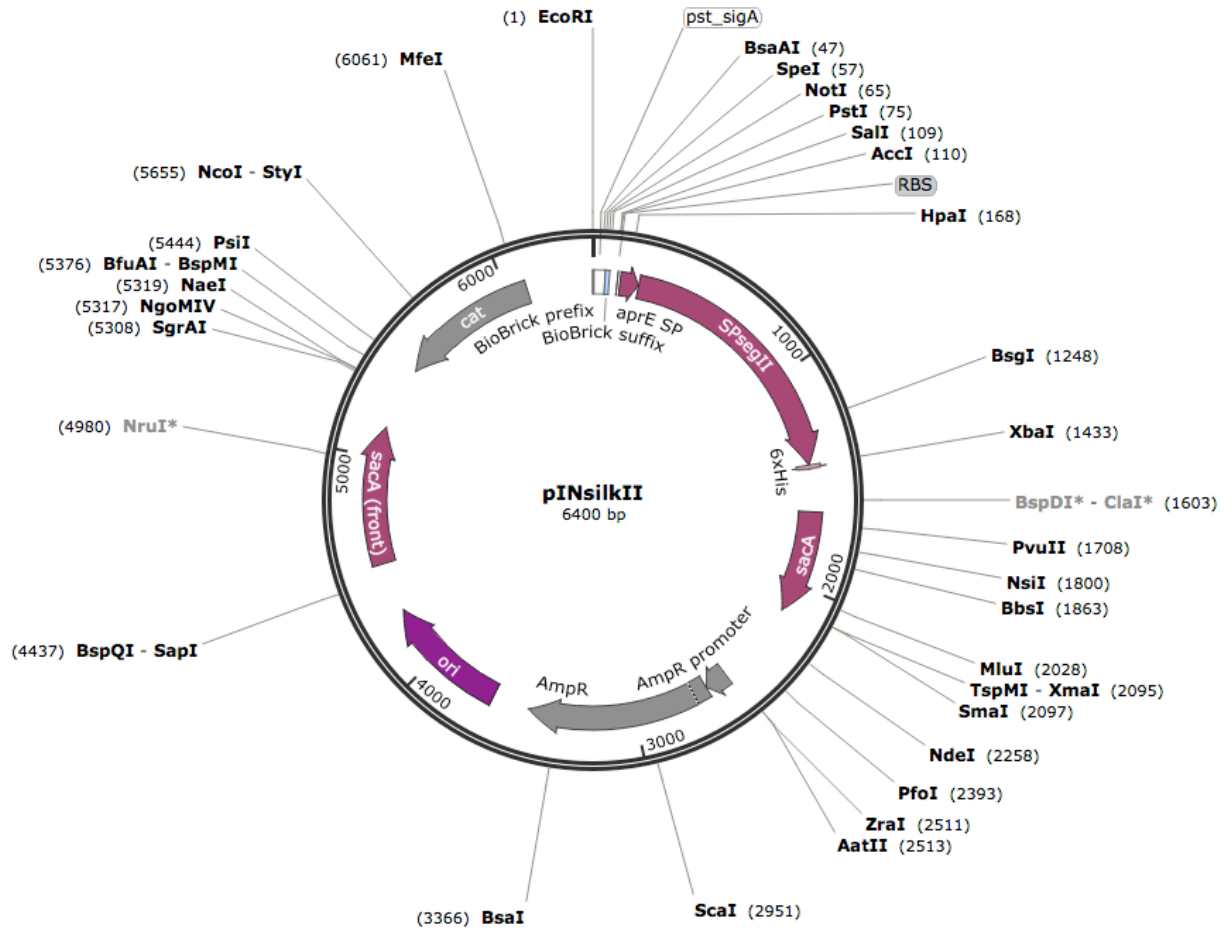 (1) EcoRI
pst_sigA
BsaAI (47)
SpeI (57)
NotI (65)
PstI (75)
SalI (109)
AccI (110)
RBS
HpaI (168)
(6061) MfeI
(5655) NcoI - StyI
(5444) PsiI
(5376) BfuAI - BspMI
(5319) NaeI
(5317) NgoMIV
(5308) SgrAI
(4980) NruI*
(4437) BspQI - SapI
BsgI (1248)
XbaI (1433)
BspDI* - ClaI* (1603)
PvuII (1708)
NsiI (1800)
BbsI (1863)
MluI (2028)
TspMI - XmaI (2095)
SmaI (2097)
NdeI (2258)
PfoI (2393)
ZraI (2511)
AatII (2513)
ScaI (2951)
(3366) BsaI
6000
1000
2000
3000
4000
5000
cat
BioBrick prefix
BioBrick suffix
aprE SP
SPsegII
6xHis
sacA
AmpR promoter
AmpR
ori
sacA (front)
pINsilkII
6400 bp